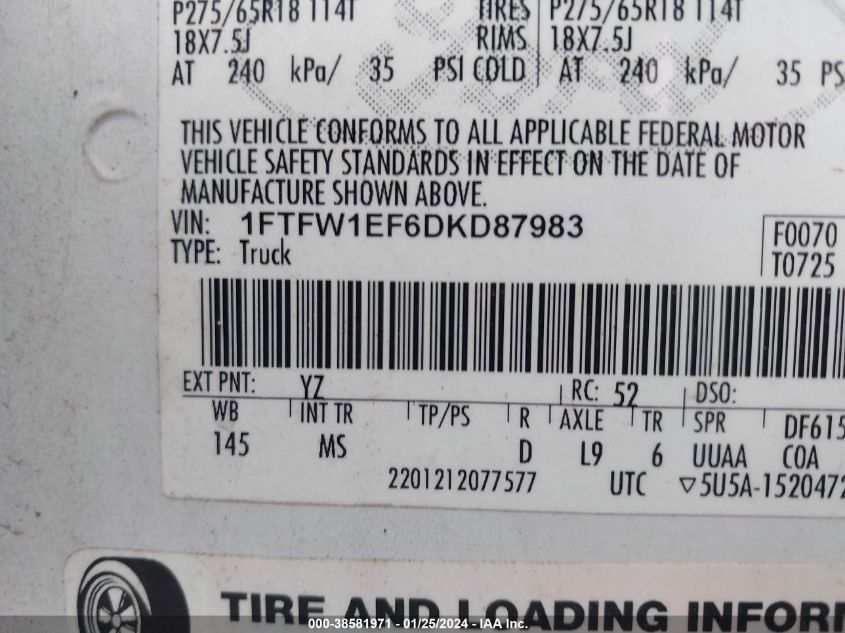 P275/65R18 114T TIRES P275/65R18 114T
18X7.5J RIMS 18X7.5J
AT 240 kPa/ 35 PSI COLD AT 240 kPa/ 35 PS
THIS VEHICLE CONFORMS TO ALL APPLICABLE FEDERAL MOTOR
VEHICLE SAFETY STANDARDS IN EFFECT ON THE DATE OF
MANUFACTURE SHOWN ABOVE.
VIN: 1FTFW1EF6DKD87983
F0070
TYPE: Truck
T0725
EXT PNT: YZ RC: 52 DSO:
WB INT TR TP/PS R AXLE TR SPR DF615
145 MS D L9 6 UUAA COA
2201212077577 UTC ▽5U5A-1520472
TIRE AND LOADING INFORM
000-38581971 - 01/25/2024 - IAA Inc.